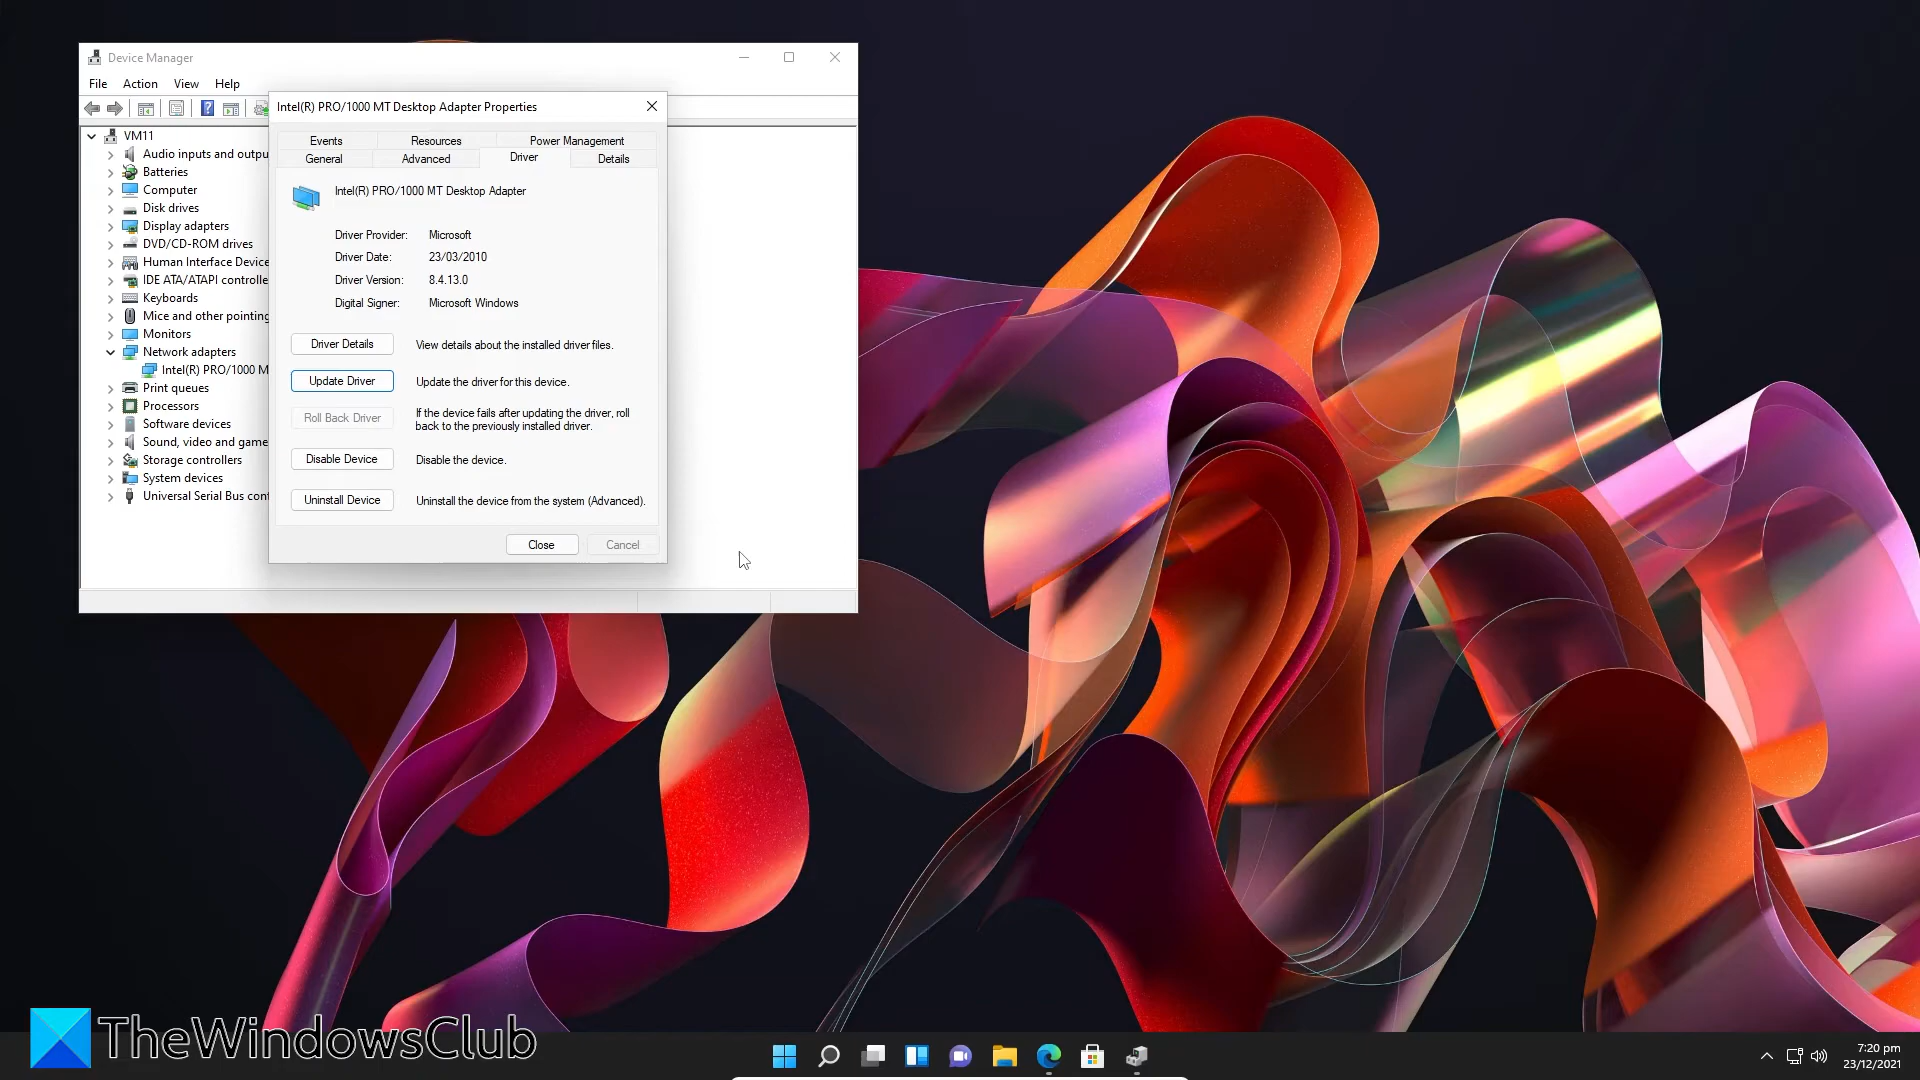 Device Manager
File Action View Help
VM11
Audio inputs and outpu
Batteries
Computer
Disk drives
Display adapters
DVD/CD-ROM drives
Human Interface Device
IDE ATA/ATAPI controlle
Keyboards
Mice and other pointing
Monitors
Network adapters
Intel(R) PRO/1000 M
Print queues
Processors
Software devices
Sound, video and game
Storage controllers
System devices
Universal Serial Bus cont
Intel(R) PRO/1000 MT Desktop Adapter Properties
Events Resources Power Management
General Advanced Driver Details
Intel(R) PRO/1000 MT Desktop Adapter
Driver Provider: Microsoft
Driver Date: 23/03/2010
Driver Version: 8.4.13.0
Digital Signer: Microsoft Windows
Driver Details View details about the installed driver files.
Update Driver Update the driver for this device.
Roll Back Driver If the device fails after updating the driver, roll
back to the previously installed driver.
Disable Device Disable the device.
Uninstall Device Uninstall the device from the system (Advanced).
Close Cancel
TheWindowsClub
7:20 pm
23/12/2021